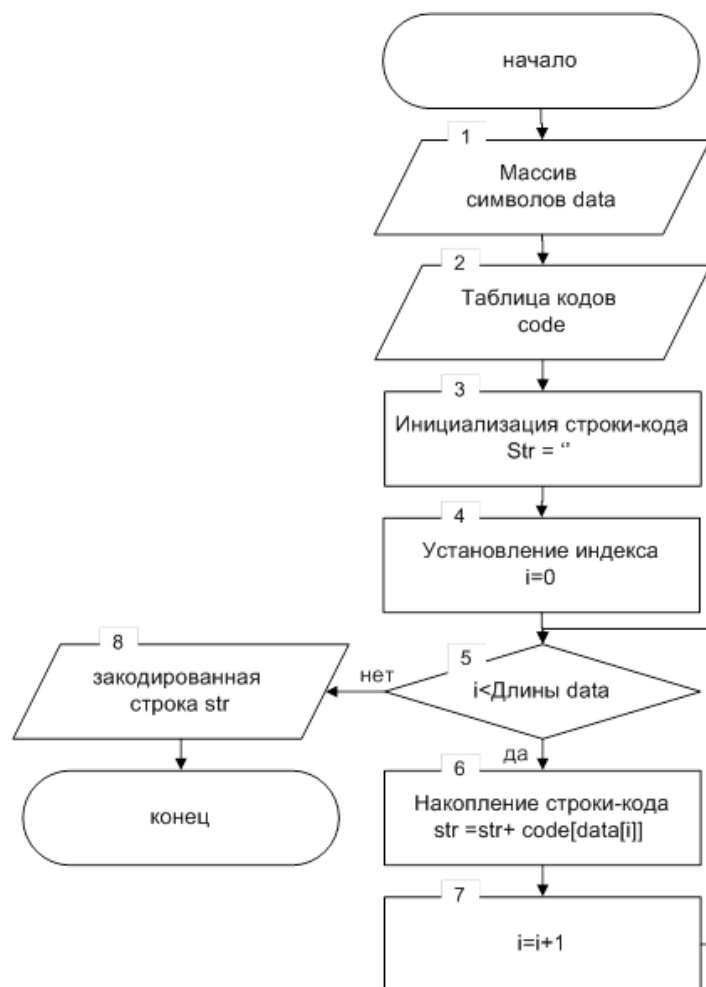 начало
1
Массив
символов data
2
Таблица кодов
code
3
Инициализация строки-кода
Str = ‘’
4
Установление индекса
i=0
5
i<Длины data
нет
да
8
закодированная
строка str
конец
6
Накопление строки-кода
str =str+ code[data[i]]
7
i=i+1